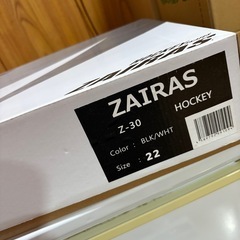 ZAIRAS
Z-30
HOCKEY
Color : BLK/WHT
Size : 22